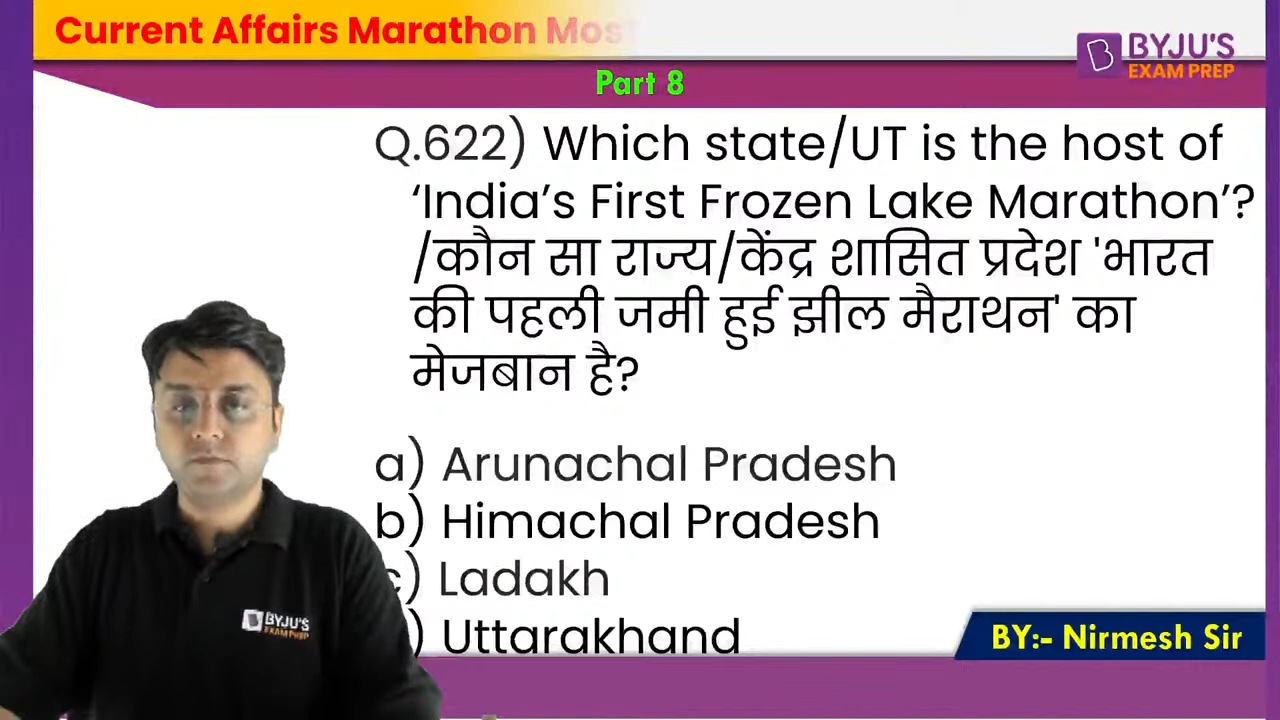 Current Affairs Marathon Most
BYJU'S
EXAM PREP
Part 8
Q.622) Which state/UT is the host of
‘India’s First Frozen Lake Marathon’?
/कौन सा राज्य/केंद्र शासित प्रदेश 'भारत
की पहली जमी हुई झील मैराथन' का
मेजबान है?
a) Arunachal Pradesh
b) Himachal Pradesh
c) Ladakh
) Uttarakhand
BYJU'S
EXAM PREP
BY:- Nirmesh Sir